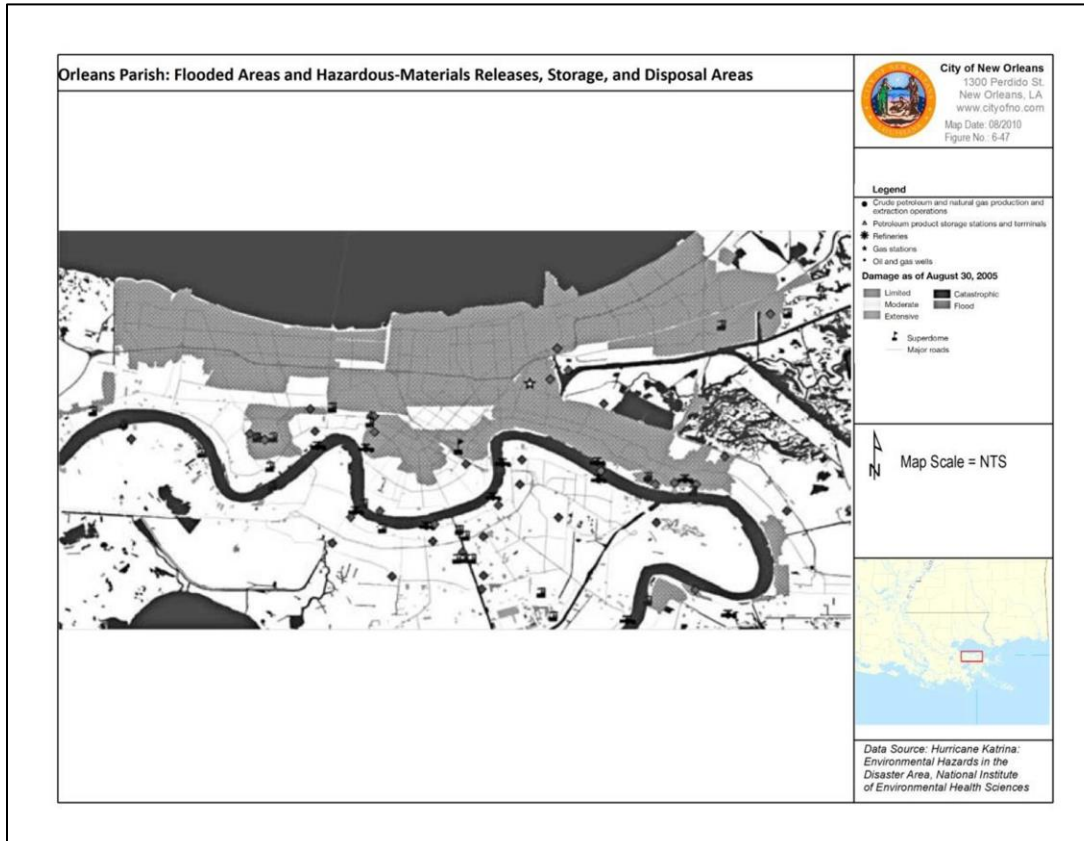 Orleans Parish: Flooded Areas and Hazardous-Materials Releases, Storage, and Disposal Areas
City of New Orleans
1300 Perdido St.
New Orleans, LA
www.cityofno.com
Map Date: 08/2010
Figure No.: 6-47
Legend
Crude petroleum and natural gas production and
extraction operations
Petroleum product storage stations and terminals
Refineries
Gas stations
Oil and gas wells
Damage as of August 30, 2005
Limited
Moderate
Extensive
Catastrophic
Flood
Superdome
Major roads
N
Map Scale = NTS
Data Source: Hurricane Katrina:
Environmental Hazards in the
Disaster Area, National Institute
of Environmental Health Sciences